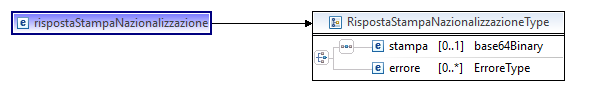 e rispostaStampaNazionalizzazione
RispostaStampaNazionalizzazioneType
e stampa [0..1] base64Binary
e errore [0..*] ErroreType